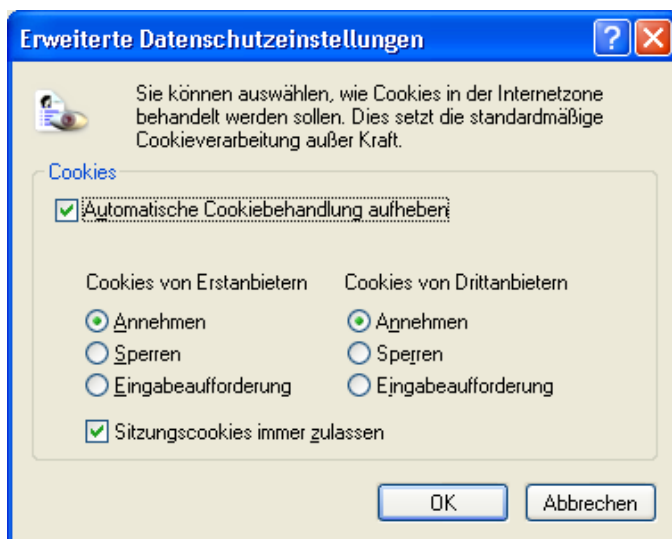 Erweiterte Datenschutzeinstellungen
Sie können auswählen, wie Cookies in der Internetzone
behandelt werden sollen. Dies setzt die standardmäßige
Cookieverarbeitung außer Kraft.
Cookies
Automatische Cookiebehandlung aufheben
Cookies von Erstanbietern
Cookies von Drittanbietern
Annehmen
Annehmen
Sperren
Sperren
Eingabeaufforderung
Eingabeaufforderung
Sitzungscookies immer zulassen
OK
Abbrechen